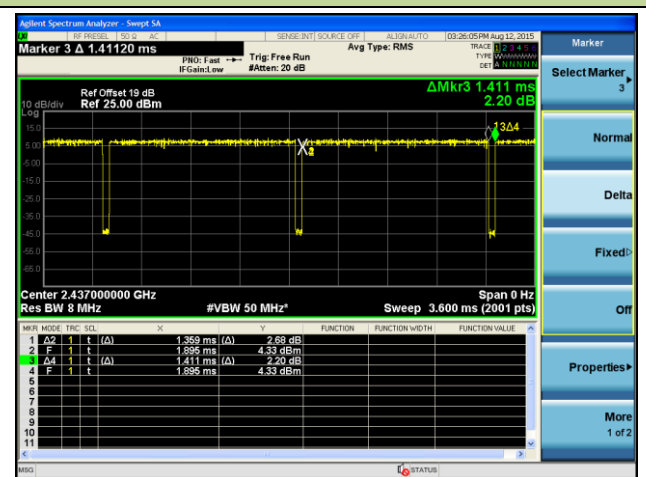 Agilent Spectrum Analyzer - Swept SA
RF PRESEL 50 Ω AC SENSE:INT SOURCE OFF ALIGNAUTO 03:26:05PM Aug 12, 2015
Marker 3 Δ 1.41120 ms
Avg Type: RMS
TRACE 1 2 3 4 5 6
TYPE
DET A N N N N N
PNO: Fast
IFGain:Low
Trig: Free Run
#Atten: 20 dB
ΔMkr3 1.411 ms
2.20 dB
Ref Offset 19 dB
10 dB/div Ref 25.00 dBm
Log
15.0
5.00
-5.00
-15.0
-25.0
-35.0
-45.0
-55.0
-65.0
2
13Δ4
Center 2.437000000 GHz
Span 0 Hz
Res BW 8 MHz #VBW 50 MHz* Sweep 3.600 ms (2001 pts)
MKR MODE TRC SCL X Y FUNCTION FUNCTION WIDTH FUNCTION VALUE
1 Δ2 1 t (Δ) 1.359 ms (Δ) 2.68 dB
2 F 1 t 1.895 ms 4.33 dBm
3 Δ4 1 t (Δ) 1.411 ms (Δ) 2.20 dB
4 F 1 t 1.895 ms 4.33 dBm
5
6
7
8
9
10
11
MSG
STATUS
Marker
Select Marker
3
Normal
Delta
Fixed
Off
Properties
More
1 of 2